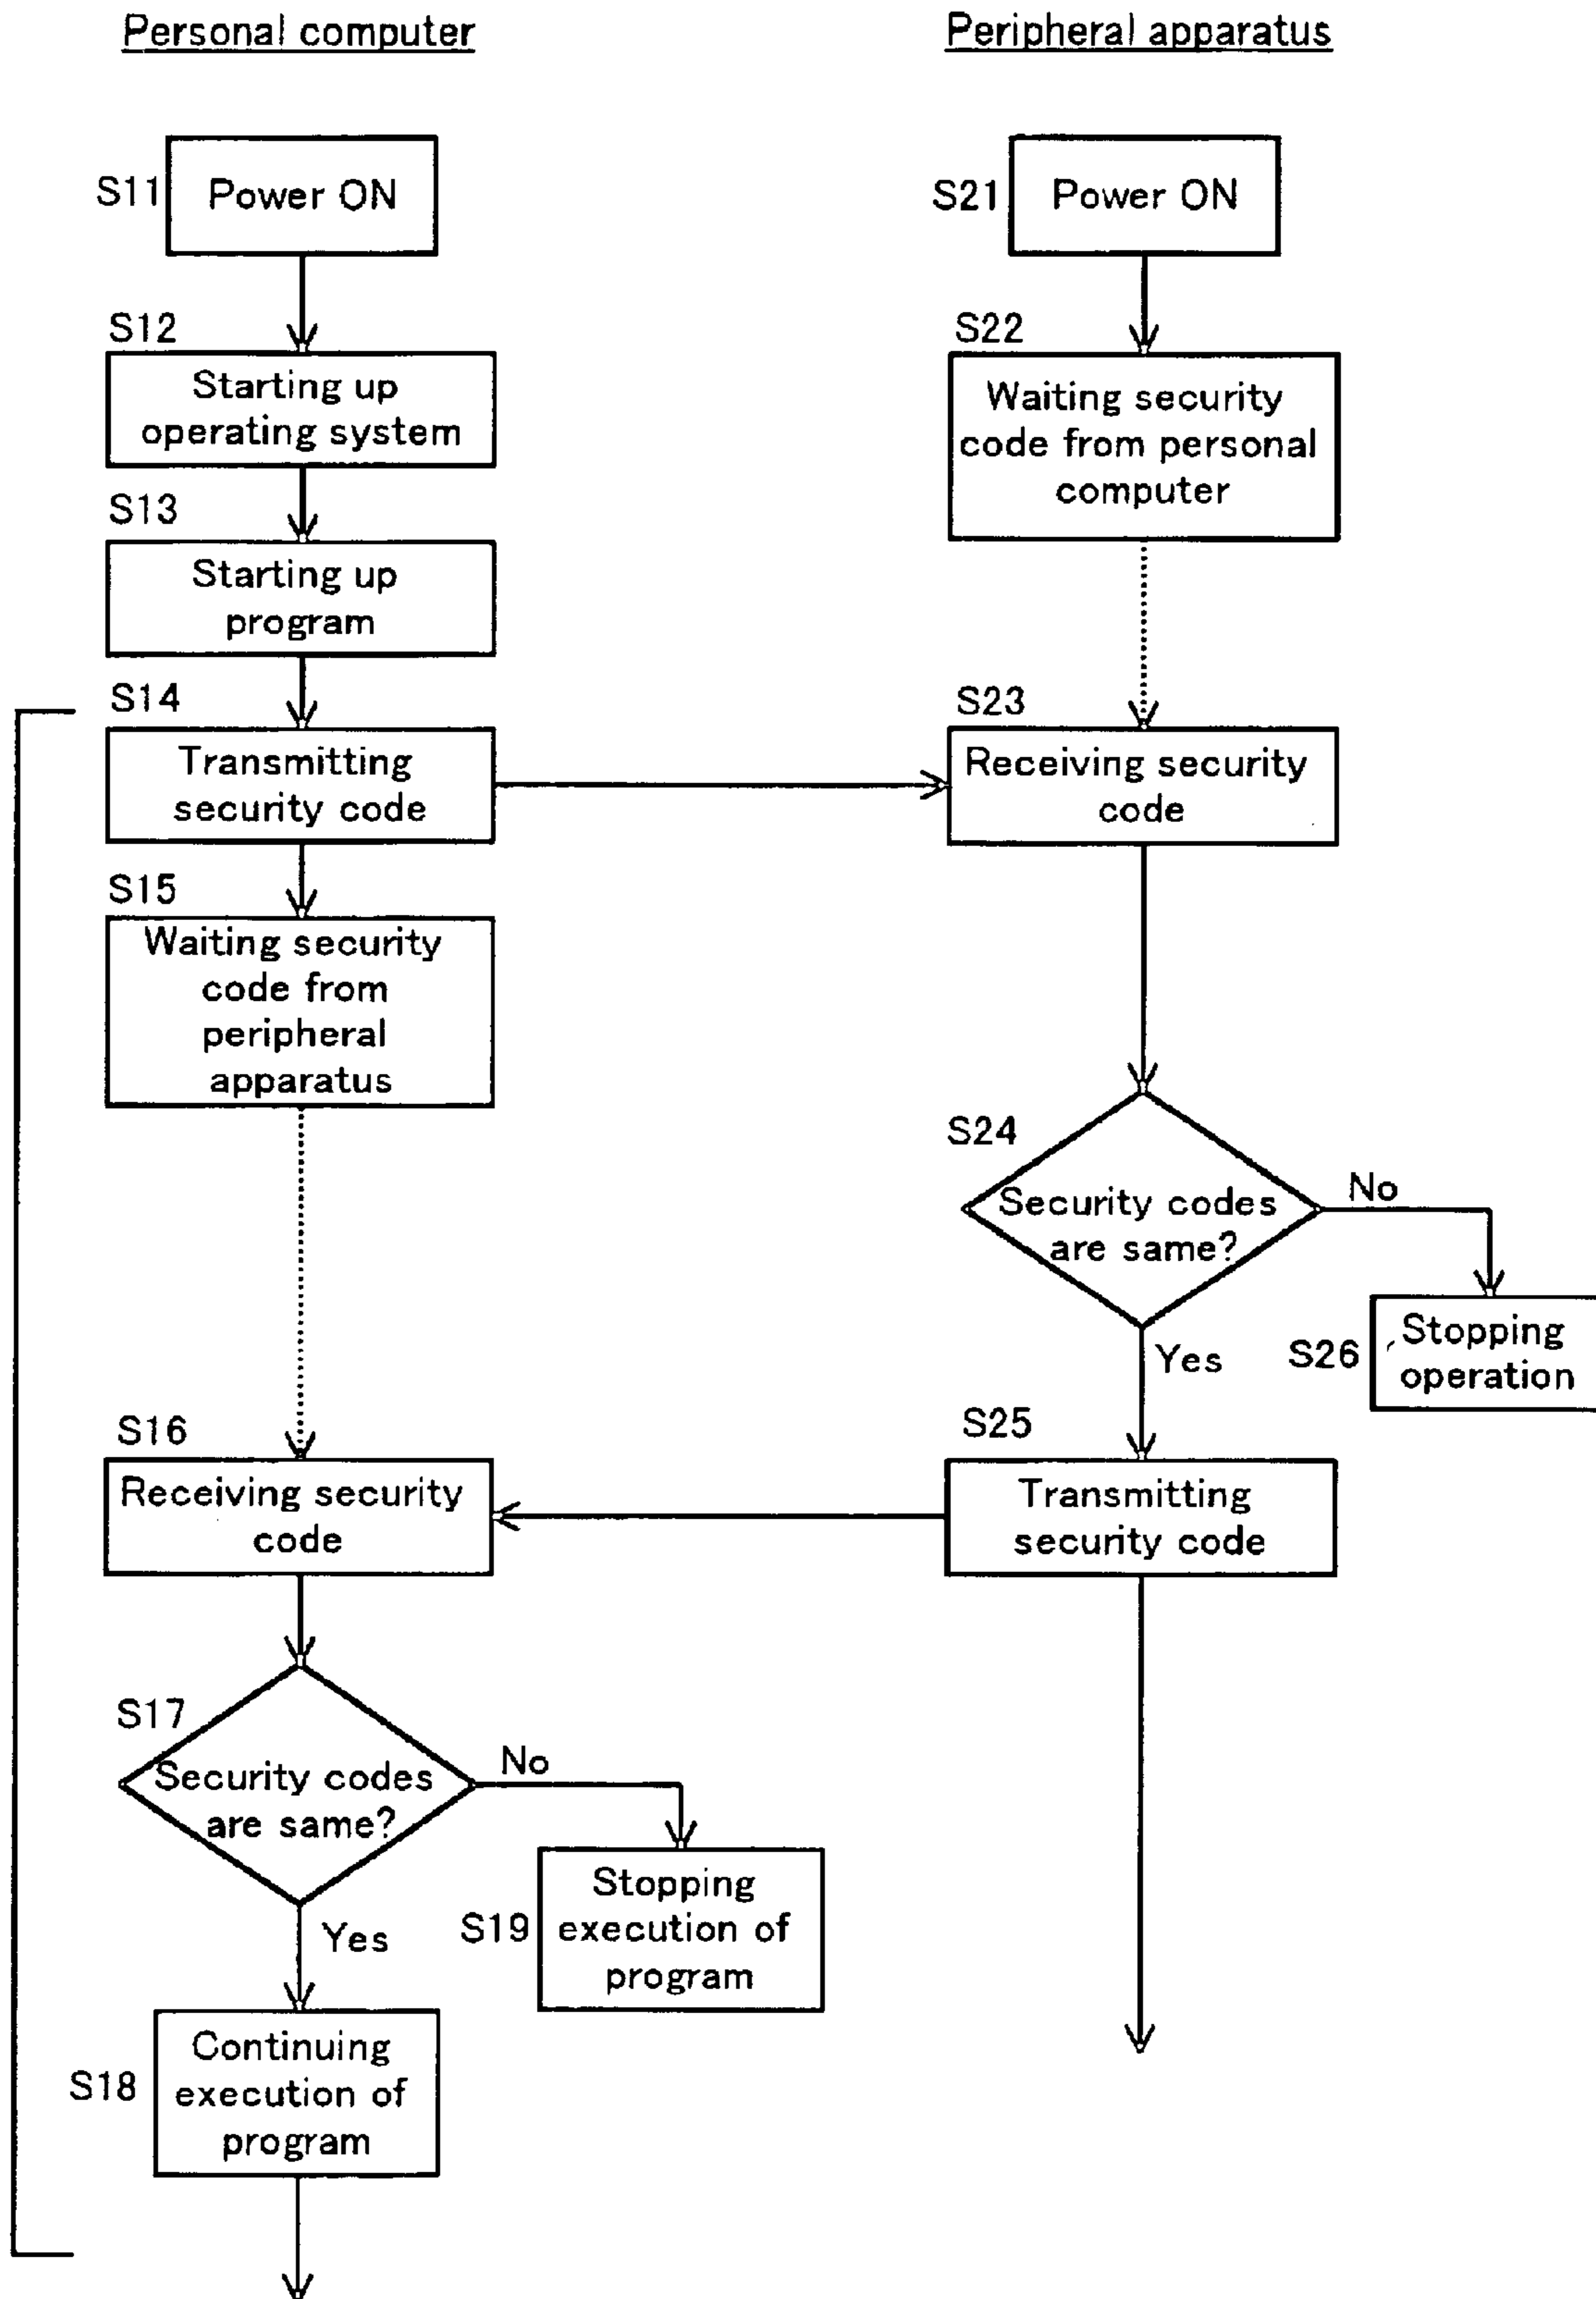 Personal computer
Peripheral apparatus
S11
Power ON
S21
Power ON
S12
Starting up
operating system
S22
Waiting security
code from personal
computer
S13
Starting up
program
S14
Transmitting
security code
S23
Receiving security
code
S15
Waiting security
code from
peripheral
apparatus
S24
Security codes
are same?
No
Yes
S26
Stopping
operation
S16
Receiving security
code
S25
Transmitting
security code
S17
Security codes
are same?
No
Yes
S19
Stopping
execution of
program
S18
Continuing
execution of
program